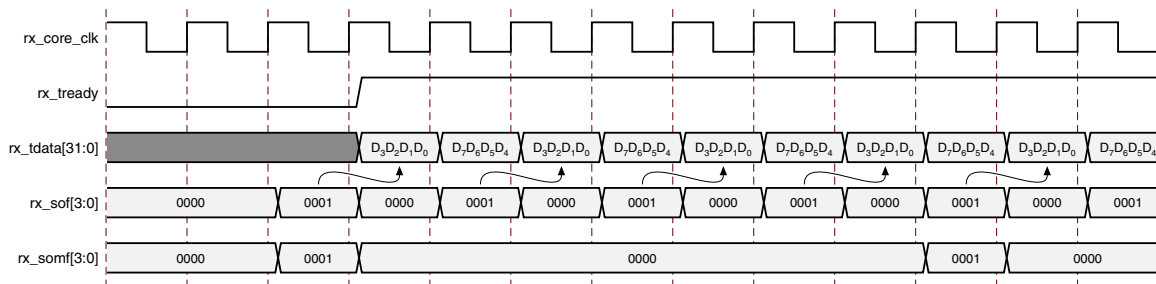 rx_core_clk
rx_tready
rx_tdata[31:0] D₃D₂D₁D₀ D₇D₆D₅D₄ D₃D₂D₁D₀ D₇D₆D₅D₄ D₃D₂D₁D₀ D₇D₆D₅D₄ D₃D₂D₁D₀ D₇D₆D₅D₄ D₃D₂D₁D₀ D₇D₆D₅D₄
rx_sof[3:0] 0000 0001 0000 0001 0000 0001 0000 0001 0000 0001 0000 0001
rx_somf[3:0] 0000 0001 0000 0001 0000